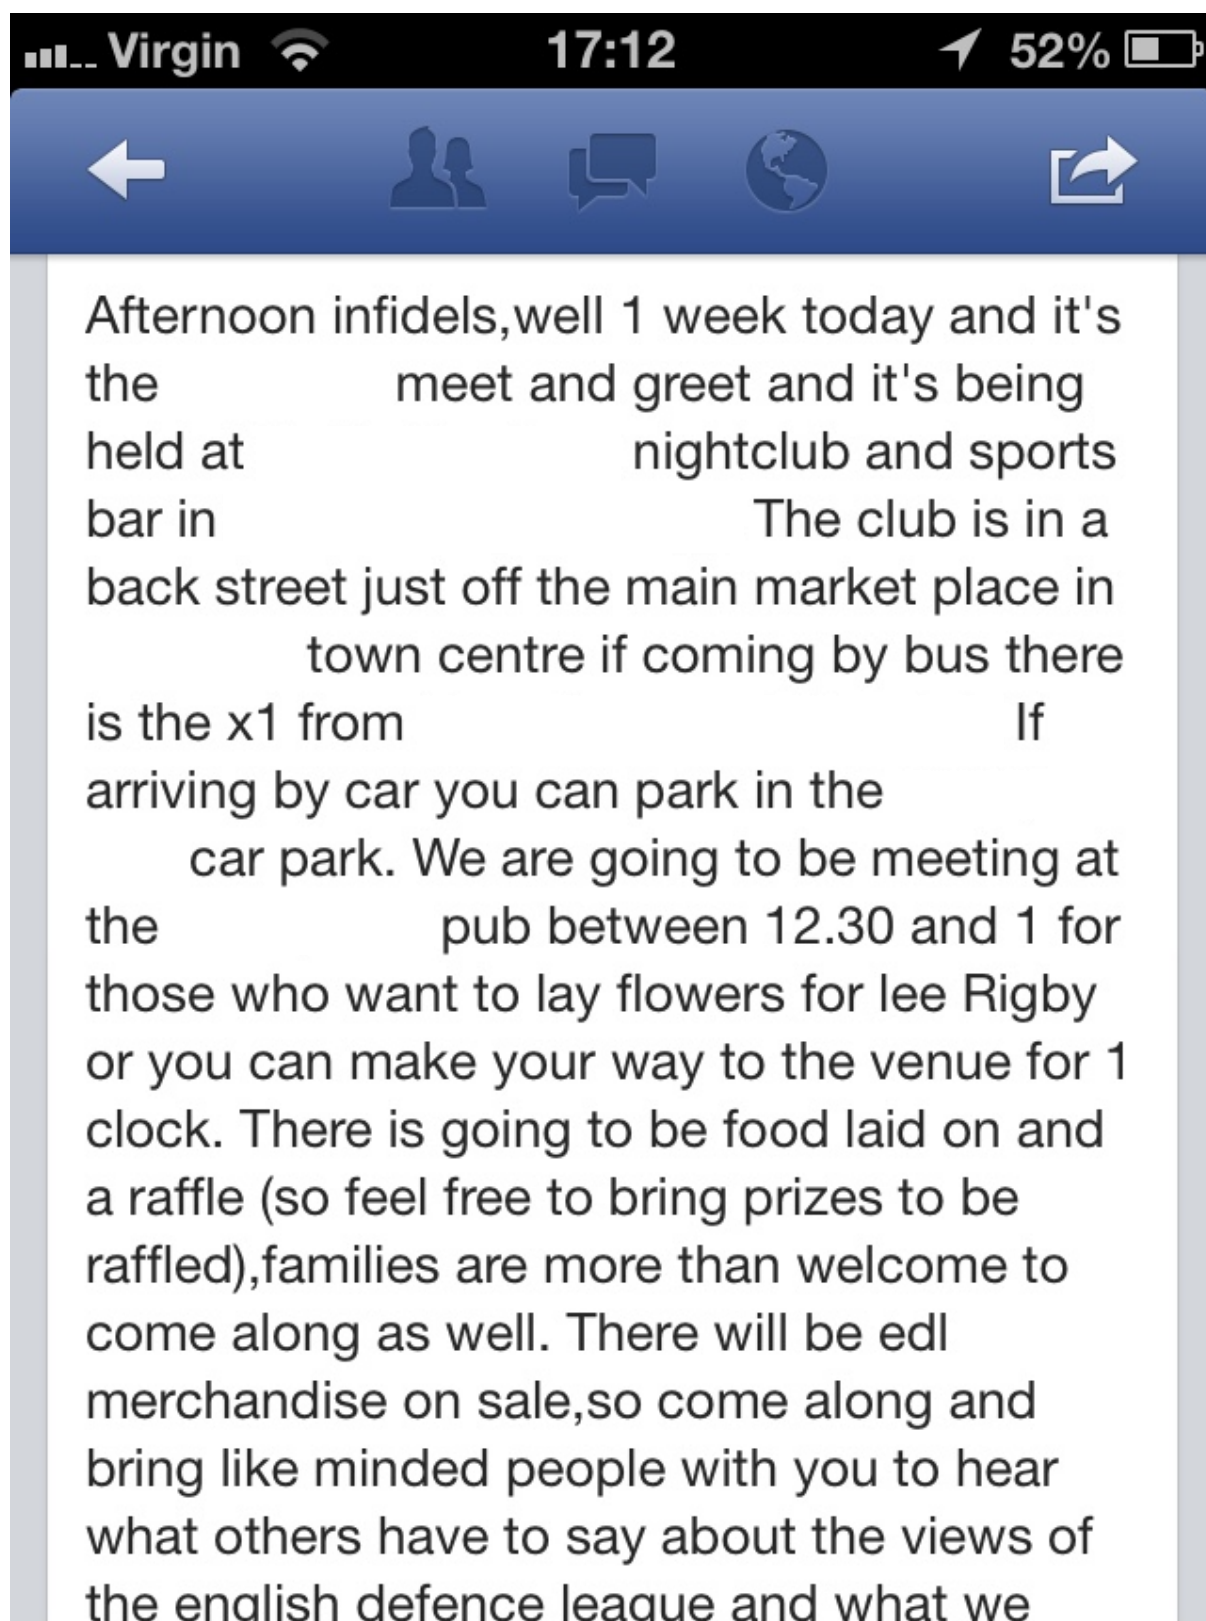 Virgin 17:12 52%
Afternoon infidels,well 1 week today and it's
the meet and greet and it's being
held at nightclub and sports
bar in The club is in a
back street just off the main market place in
town centre if coming by bus there
is the x1 from If
arriving by car you can park in the
car park. We are going to be meeting at
the pub between 12.30 and 1 for
those who want to lay flowers for lee Rigby
or you can make your way to the venue for 1
clock. There is going to be food laid on and
a raffle (so feel free to bring prizes to be
raffled),families are more than welcome to
come along as well. There will be edl
merchandise on sale,so come along and
bring like minded people with you to hear
what others have to say about the views of
the english defence league and what we